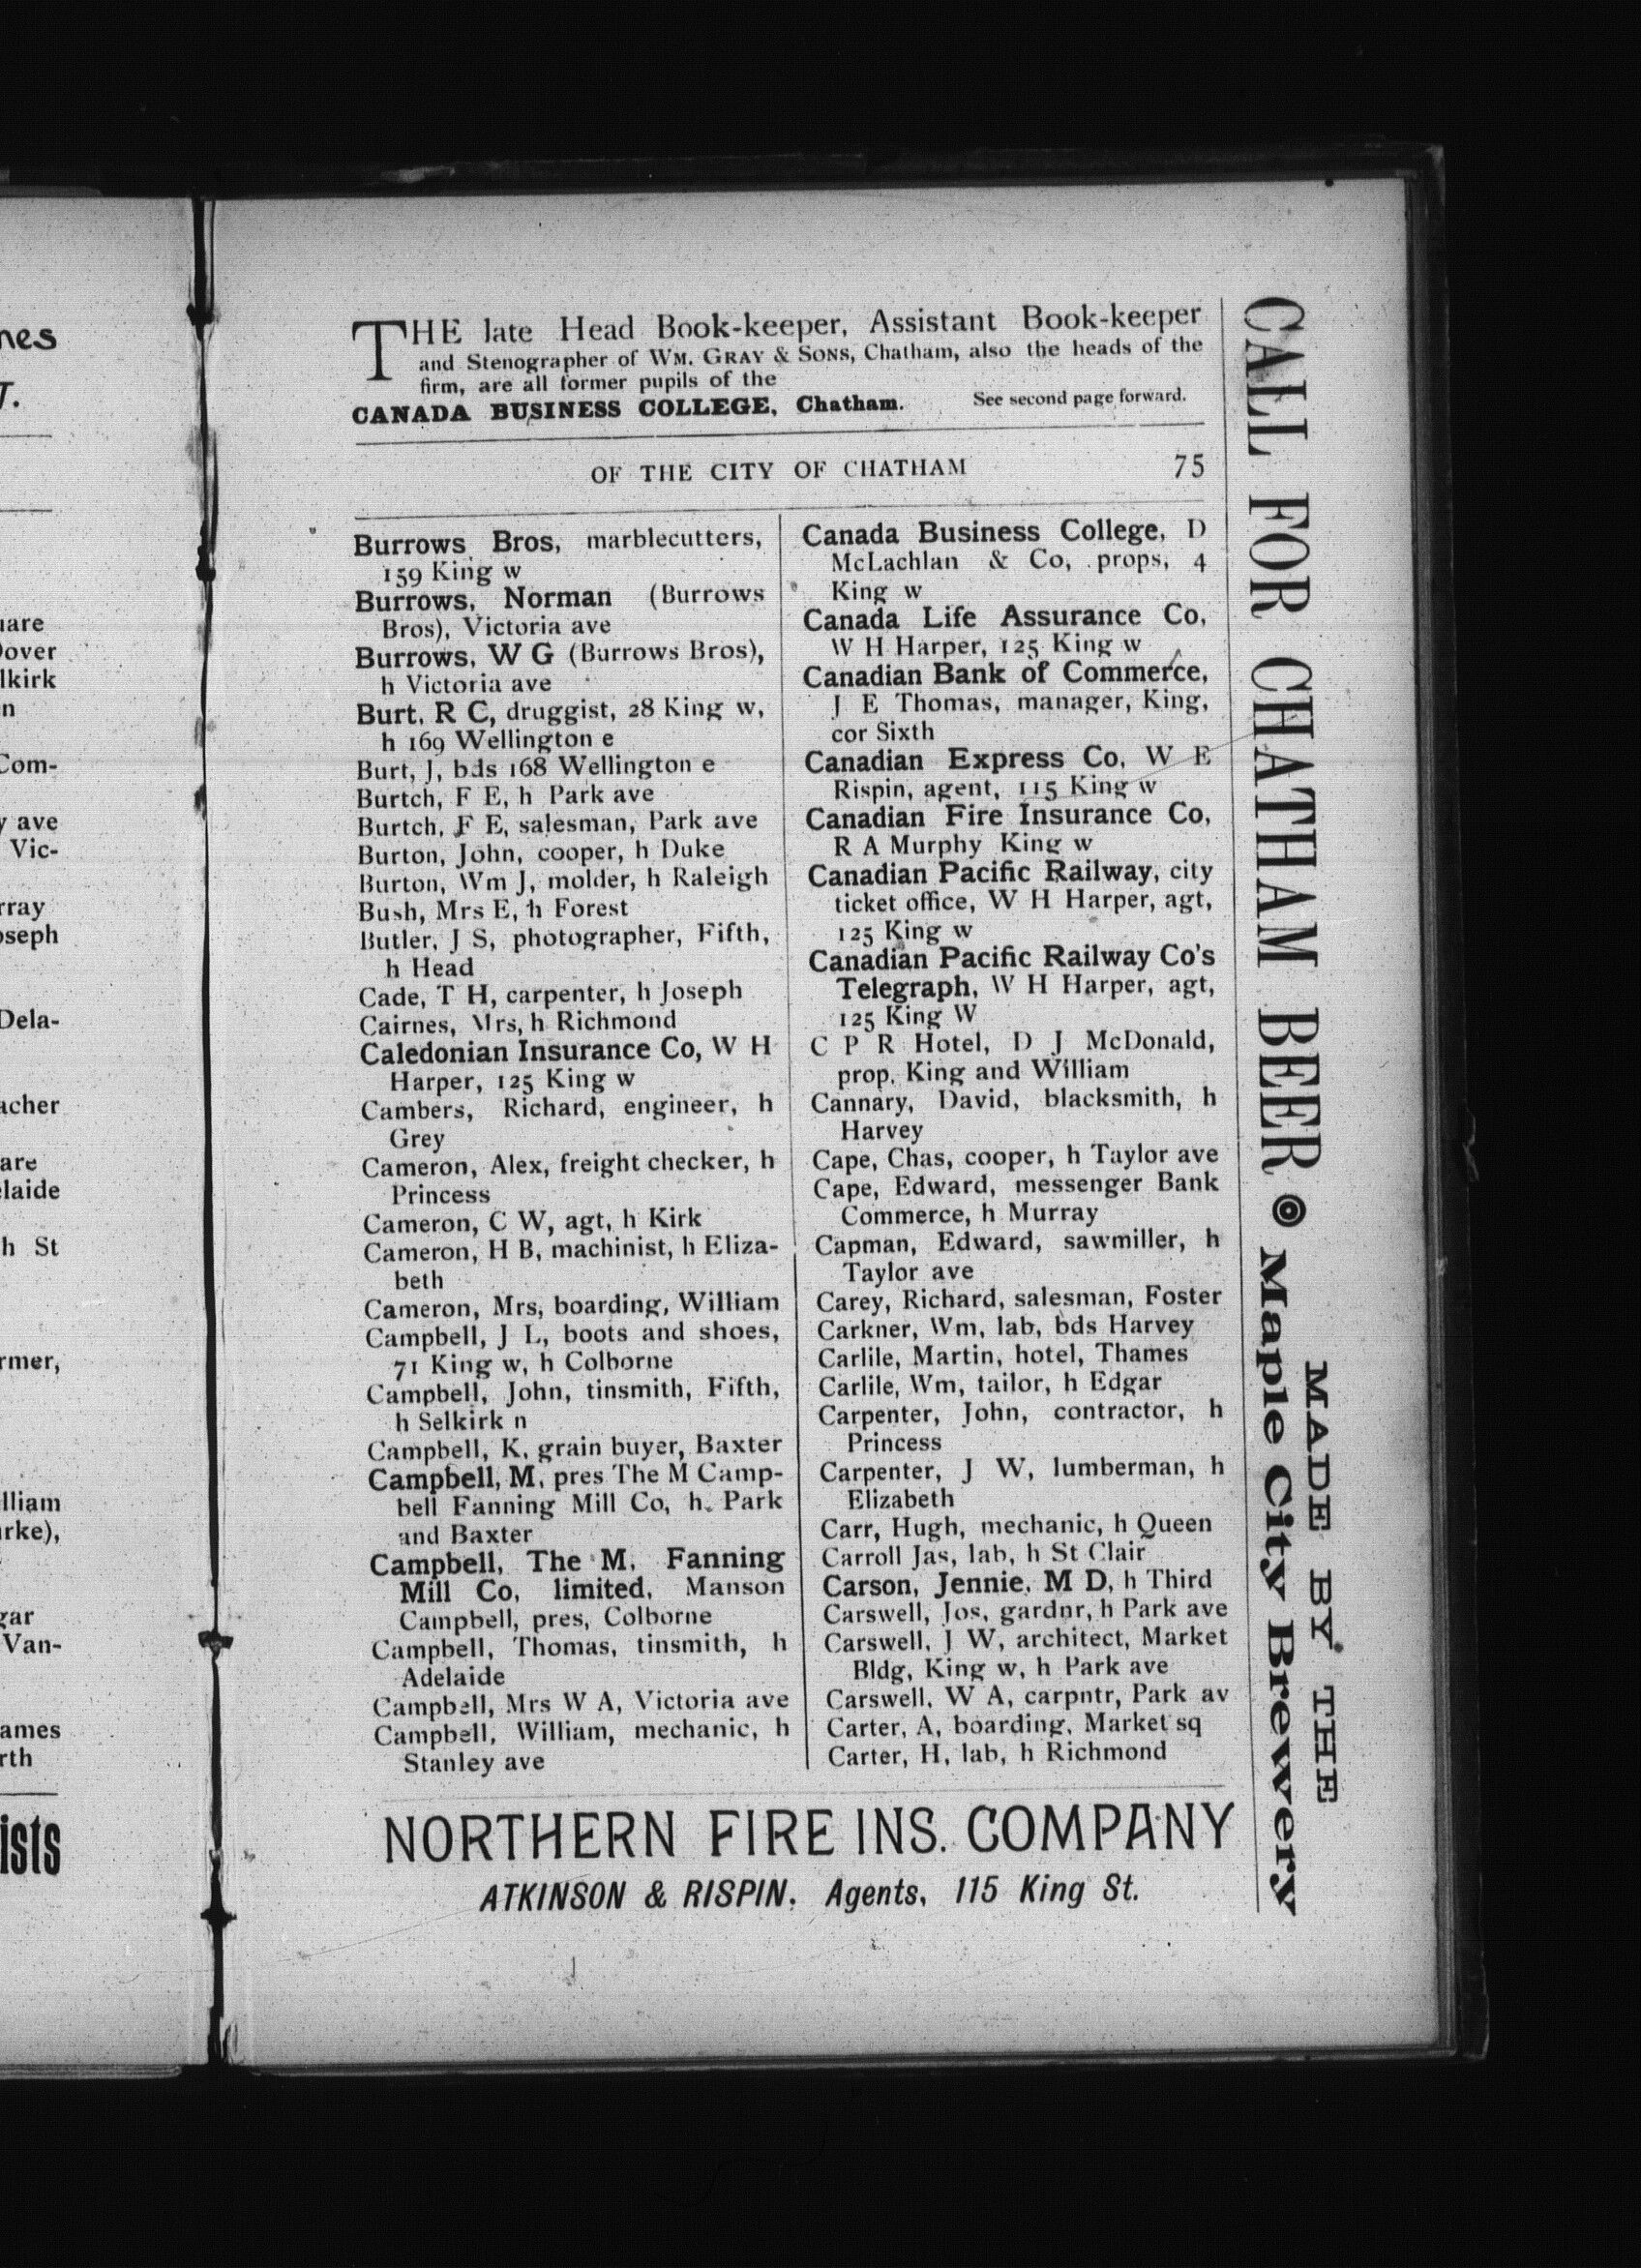 THE late Head Book-keeper, Assistant Book-keeper
and Stenographer of WM. GRAY & SONS, Chatham, also the heads of the
firm, are all former pupils of the
CANADA BUSINESS COLLEGE, Chatham. See second page forward.
OF THE CITY OF CHATHAM 75
Burrows Bros, marblecutters,
159 King w
Burrows, Norman (Burrows
Bros), Victoria ave
Burrows, W G (Burrows Bros),
h Victoria ave
Burt, R C, druggist, 28 King w,
h 169 Wellington e
Burt, J, bds 168 Wellington e
Burtch, F E, h Park ave
Burtch, F E, salesman, Park ave
Burton, John, cooper, h Duke
Burton, Wm J, molder, h Raleigh
Bush, Mrs E, h Forest
Butler, J S, photographer, Fifth,
h Head
Cade, T H, carpenter, h Joseph
Cairnes, Mrs, h Richmond
Caledonian Insurance Co, W H
Harper, 125 King w
Cambers, Richard, engineer, h
Grey
Cameron, Alex, freight checker, h
Princess
Cameron, C W, agt, h Kirk
Cameron, H B, machinist, h Eliza-
beth
Cameron, Mrs, boarding, William
Campbell, J L, boots and shoes,
71 King w, h Colborne
Campbell, John, tinsmith, Fifth,
h Selkirk n
Campbell, K, grain buyer, Baxter
Campbell, M, pres The M Camp-
bell Fanning Mill Co, h, Park
and Baxter
Campbell, The M, Fanning
Mill Co, limited, Manson
Campbell, pres, Colborne
Campbell, Thomas, tinsmith, h
Adelaide
Campbell, Mrs W A, Victoria ave
Campbell, William, mechanic, h
Stanley ave
Canada Business College, D
McLachlan & Co, props, 4
King w
Canada Life Assurance Co,
W H Harper, 125 King w
Canadian Bank of Commerce,
J E Thomas, manager, King,
cor Sixth
Canadian Express Co, W E
Rispin, agent, 115 King w
Canadian Fire Insurance Co,
R A Murphy King w
Canadian Pacific Railway, city
ticket office, W H Harper, agt,
125 King w
Canadian Pacific Railway Co's
Telegraph, W H Harper, agt,
125 King W
C P R Hotel, D J McDonald,
prop, King and William
Cannary, David, blacksmith, h
Harvey
Cape, Chas, cooper, h Taylor ave
Cape, Edward, messenger Bank
Commerce, h Murray
Capman, Edward, sawmiller, h
Taylor ave
Carey, Richard, salesman, Foster
Carkner, Wm, lab, bds Harvey
Carlile, Martin, hotel, Thames
Carlile, Wm, tailor, h Edgar
Carpenter, John, contractor, h
Princess
Carpenter, J W, lumberman, h
Elizabeth
Carr, Hugh, mechanic, h Queen
Carroll Jas, lab, h St Clair
Carson, Jennie, M D, h Third
Carswell, Jos, gardnr, h Park ave
Carswell, J W, architect, Market
Bldg, King w, h Park ave
Carswell, W A, carpntr, Park av
Carter, A, boarding, Market sq
Carter, H, lab, h Richmond
NORTHERN FIRE INS. COMPANY
ATKINSON & RISPIN, Agents, 115 King St.
CALL FOR CHATHAM BEER
MADE BY THE
Maple City Brewery